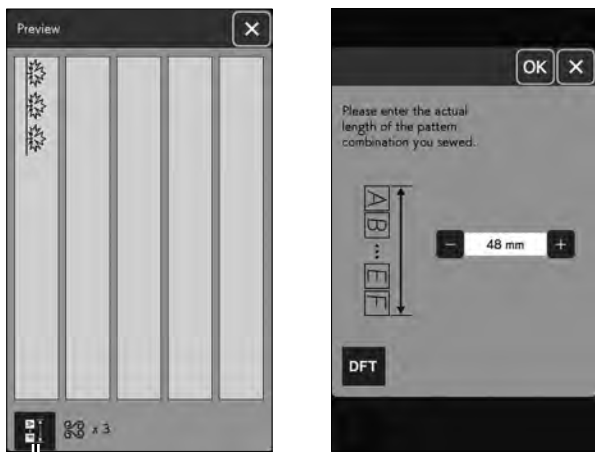 Preview
X
x 3
OK X
Please enter the actual
length of the pattern
combination you sewed.
A
B
E
F
- 48 mm +
DFT